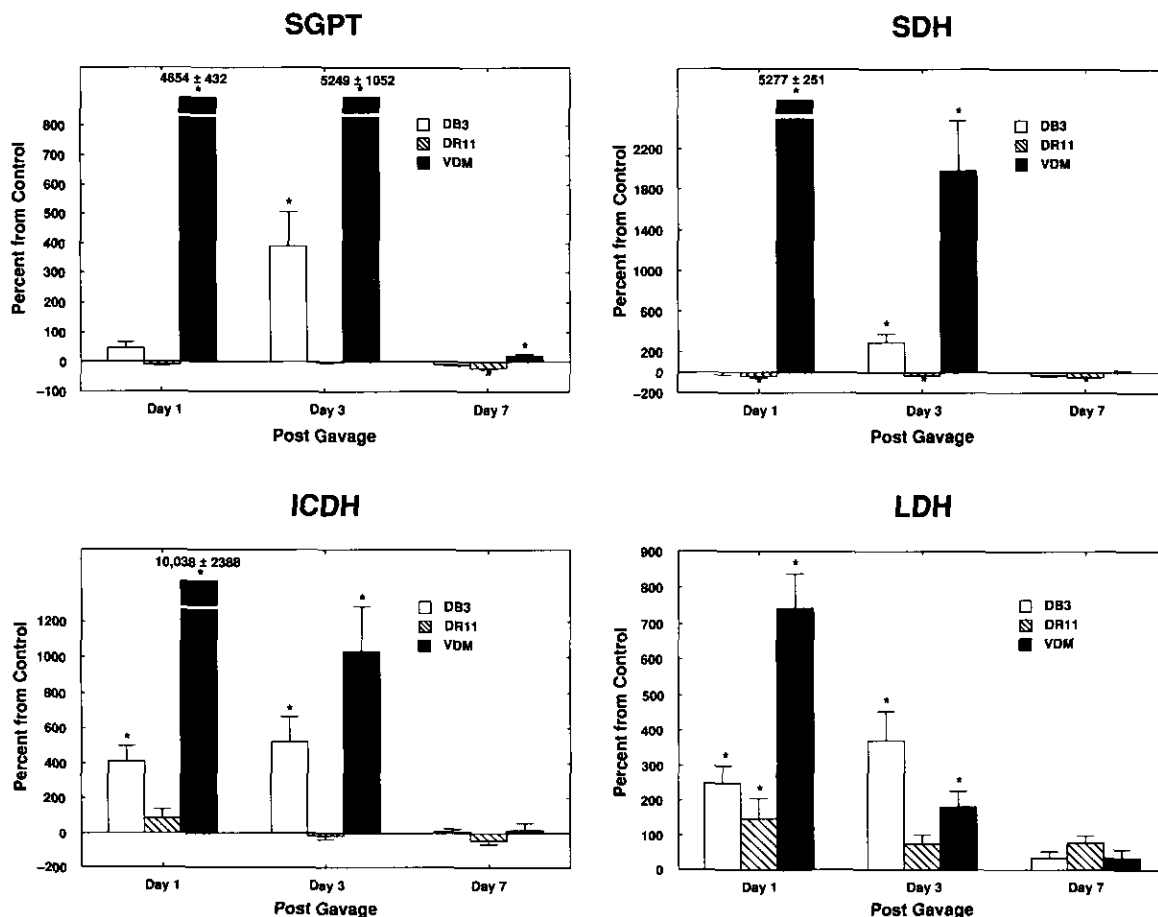 SGPT
4654 ± 432
*
5249 ± 1052
*
800
700
600
500
400
300
200
100
0
−100
Percent from Control
DB3
DR11
VDM
*
*
*
Day 1
Day 3
Day 7
Post Gavage
SDH
5277 ± 251
*
2200
1800
1400
1000
600
200
−200
Percent from Control
DB3
DR11
VDM
*
*
*
*
*
Day 1
Day 3
Day 7
Post Gavage
ICDH
10,038 ± 2388
*
1200
1000
800
600
400
200
0
−200
Percent from Control
DB3
DR11
VDM
*
*
*
Day 1
Day 3
Day 7
Post Gavage
LDH
900
800
700
600
500
400
300
200
100
0
Percent from Control
DB3
DR11
VDM
*
*
*
*
*
Day 1
Day 3
Day 7
Post Gavage